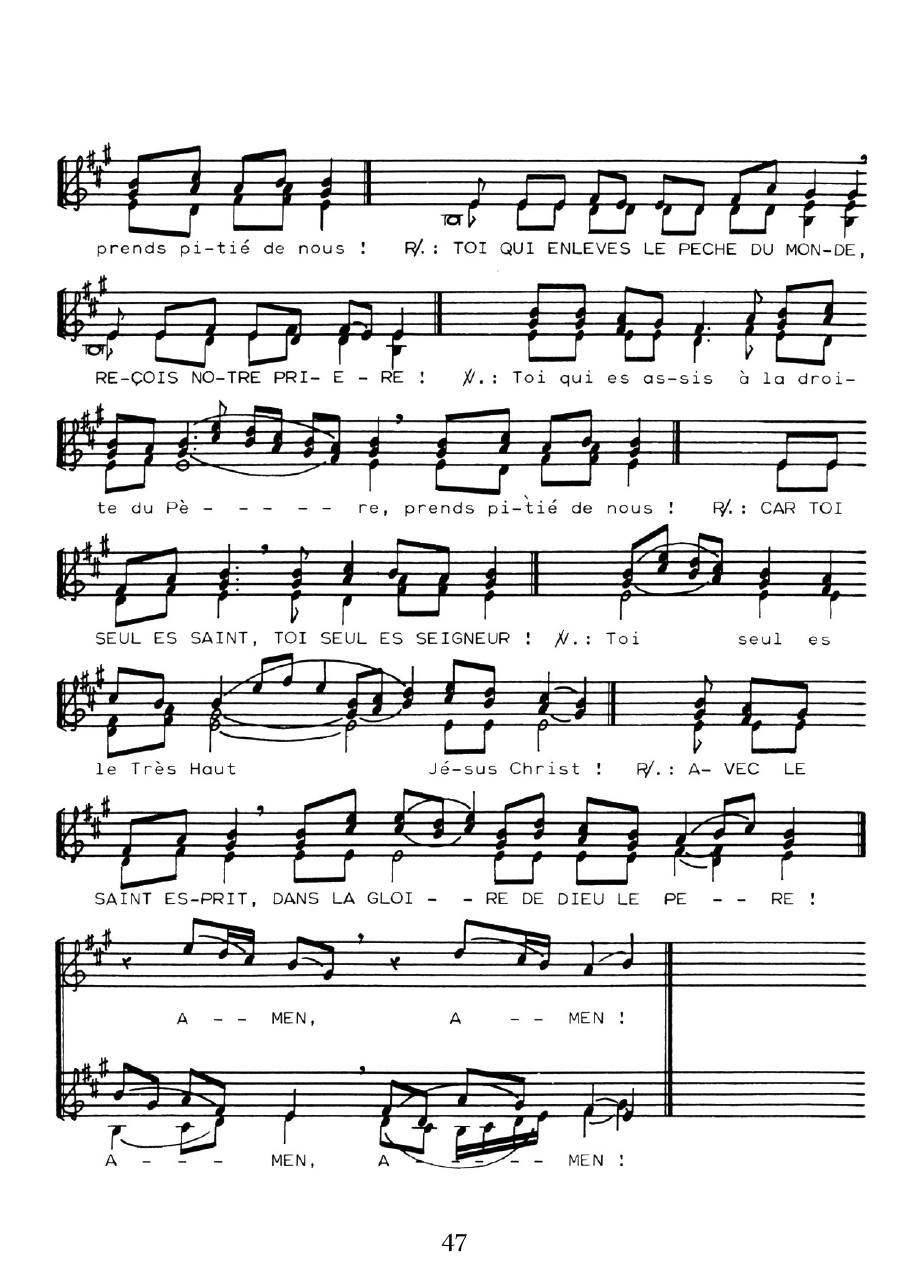 prends pi-tié de nous ! R/. : TOI QUI ENLEVES LE PECHE DU MON-DE,
RE-ÇOIS NO-TRE PRI- E - RE ! V/. : Toi qui es as-sis à la droi-
te du Pè - - - - - re, prends pi-tié de nous ! R/. : CAR TOI
SEUL ES SAINT, TOI SEUL ES SEIGNEUR ! V/. : Toi seul es
le Très Haut Jé-sus Christ ! R/. : A- VEC LE
SAINT ES-PRIT, DANS LA GLOI - - RE DE DIEU LE PE - - RE !
A - - MEN, A - - MEN !
A - - - - MEN, A - - - - - - MEN !
47